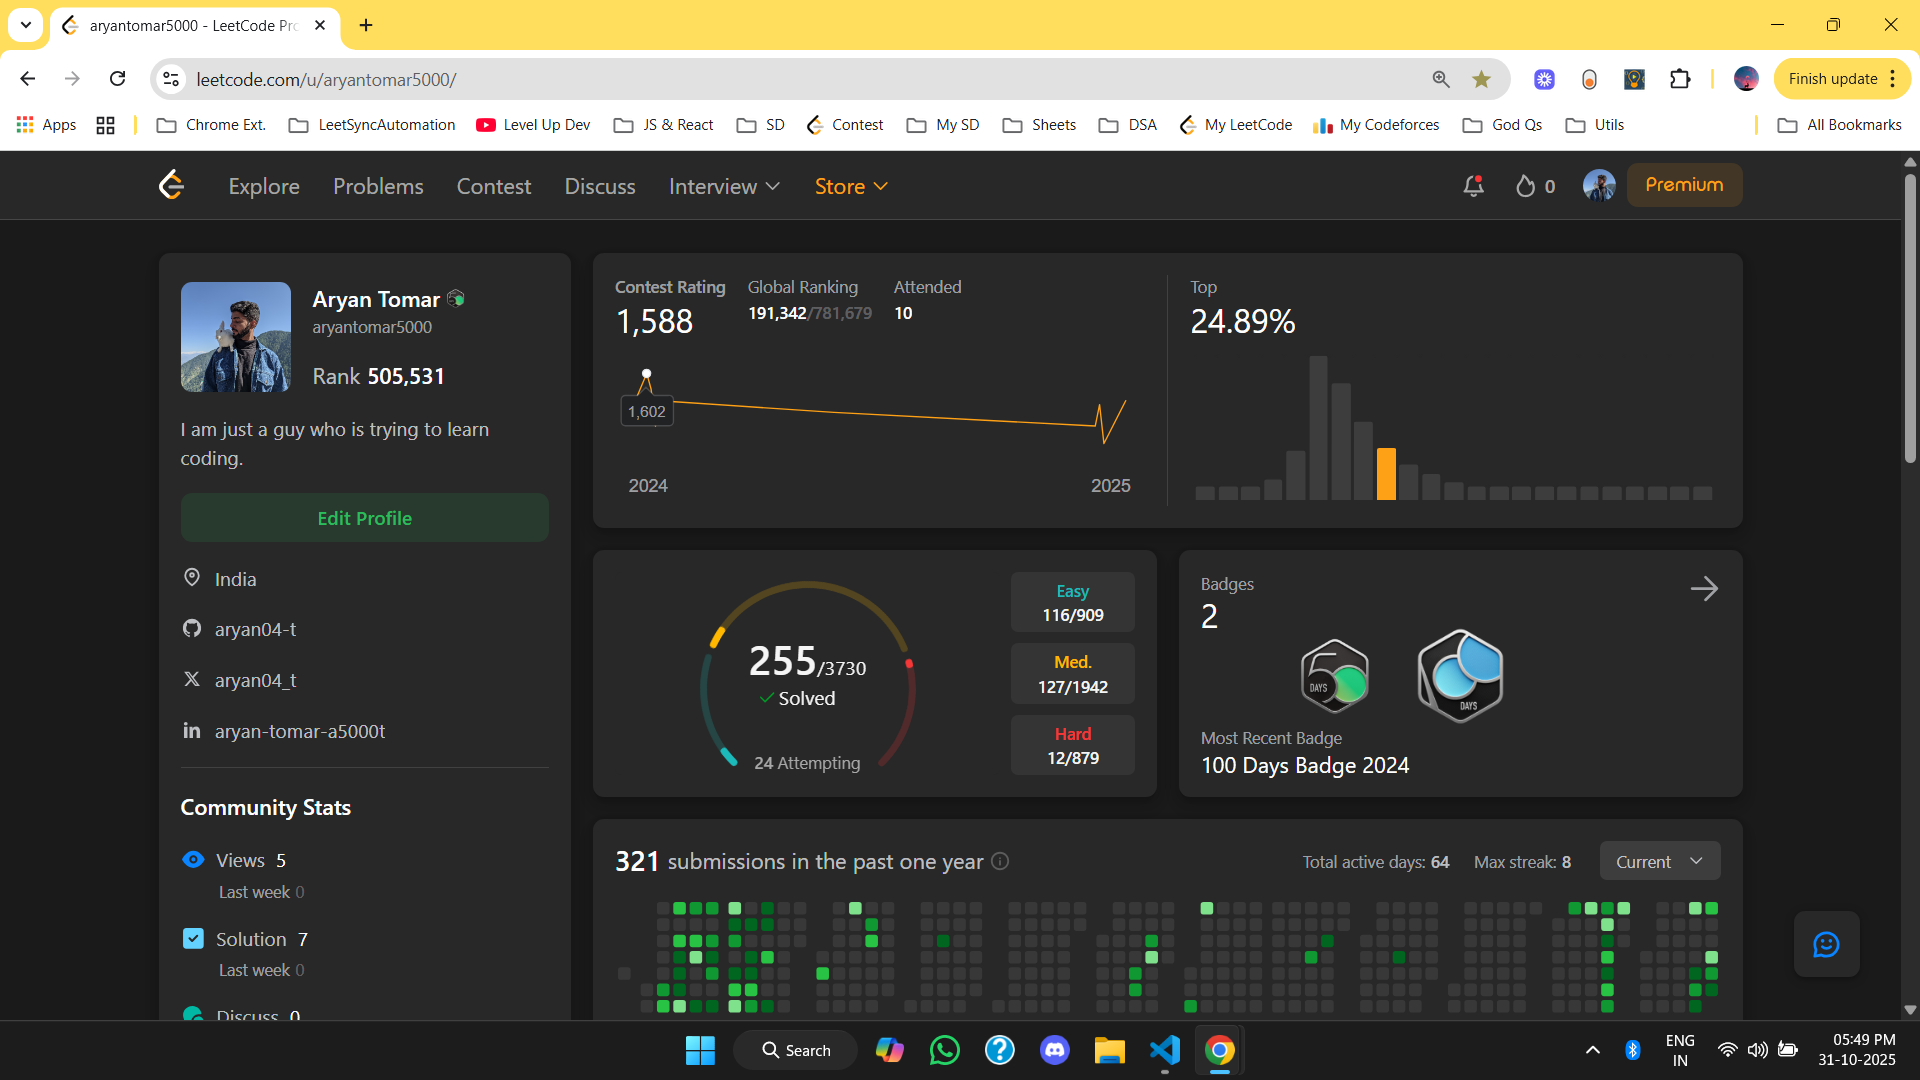 aryantomar5000 - LeetCode Pro
leetcode.com/u/aryantomar5000/
Finish update
Apps
Chrome Ext.
LeetSyncAutomation
Level Up Dev
JS & React
SD
Contest
My SD
Sheets
DSA
My LeetCode
My Codeforces
God Qs
Utils
All Bookmarks
Explore
Problems
Contest
Discuss
Interview
Store
0
Premium
Aryan Tomar
aryantomar5000
Rank 505,531
I am just a guy who is trying to learn
coding.
Edit Profile
India
aryan04-t
aryan04_t
aryan-tomar-a5000t
Community Stats
Views 5
Last week 0
Solution 7
Last week 0
Discuss 0
Contest Rating
1,588
Global Ranking
191,342/781,679
Attended
10
1,602
2024
2025
Top
24.89%
255/3730
Solved
24 Attempting
Easy
116/909
Med.
127/1942
Hard
12/879
Badges
2
50
DAYS
DAYS
Most Recent Badge
100 Days Badge 2024
321 submissions in the past one year
Total active days: 64
Max streak: 8
Current
Search
ENG
IN
05:49 PM
31-10-2025